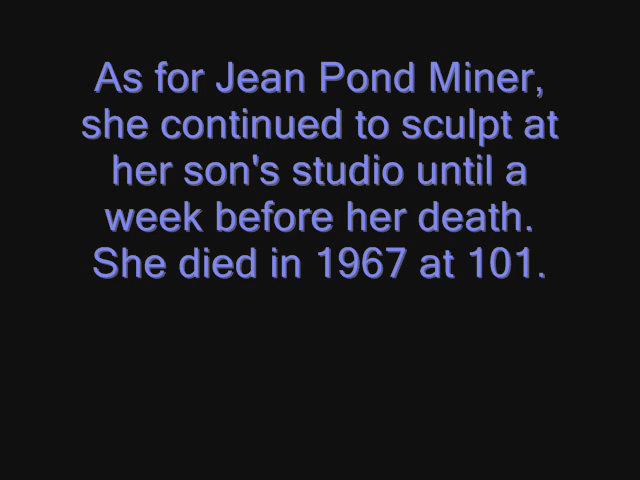 As for Jean Pond Miner,
she continued to sculpt at
her son's studio until a
week before her death.
She died in 1967 at 101.